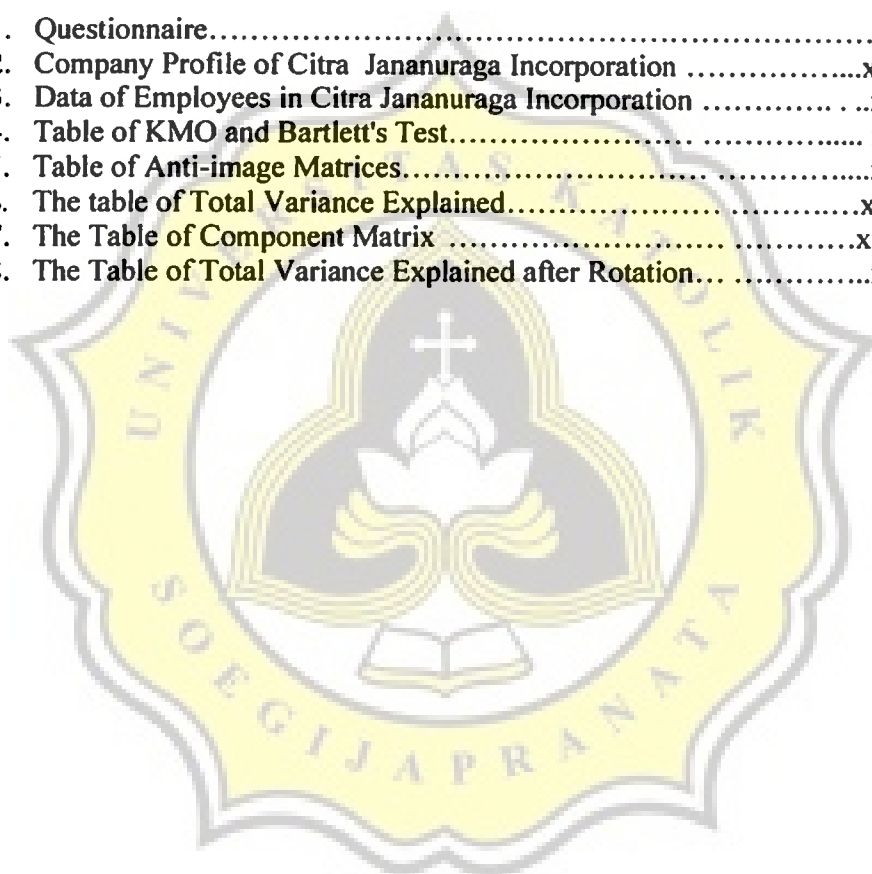 . Questionnaire..................................................................
. Company Profile of Citra Jananuraga Incorporation ..................x
. Data of Employees in Citra Jananuraga Incorporation ............. . ..
. Table of KMO and Bartlett's Test........................ .................
. Table of Anti-image Matrices.............................. .................
. The table of Total Variance Explained..................... .............x
. The Table of Component Matrix ........................... .............x
. The Table of Total Variance Explained after Rotation... ...............
UNIVERSITAS KATOLIK
SOEGIJAPRANATA